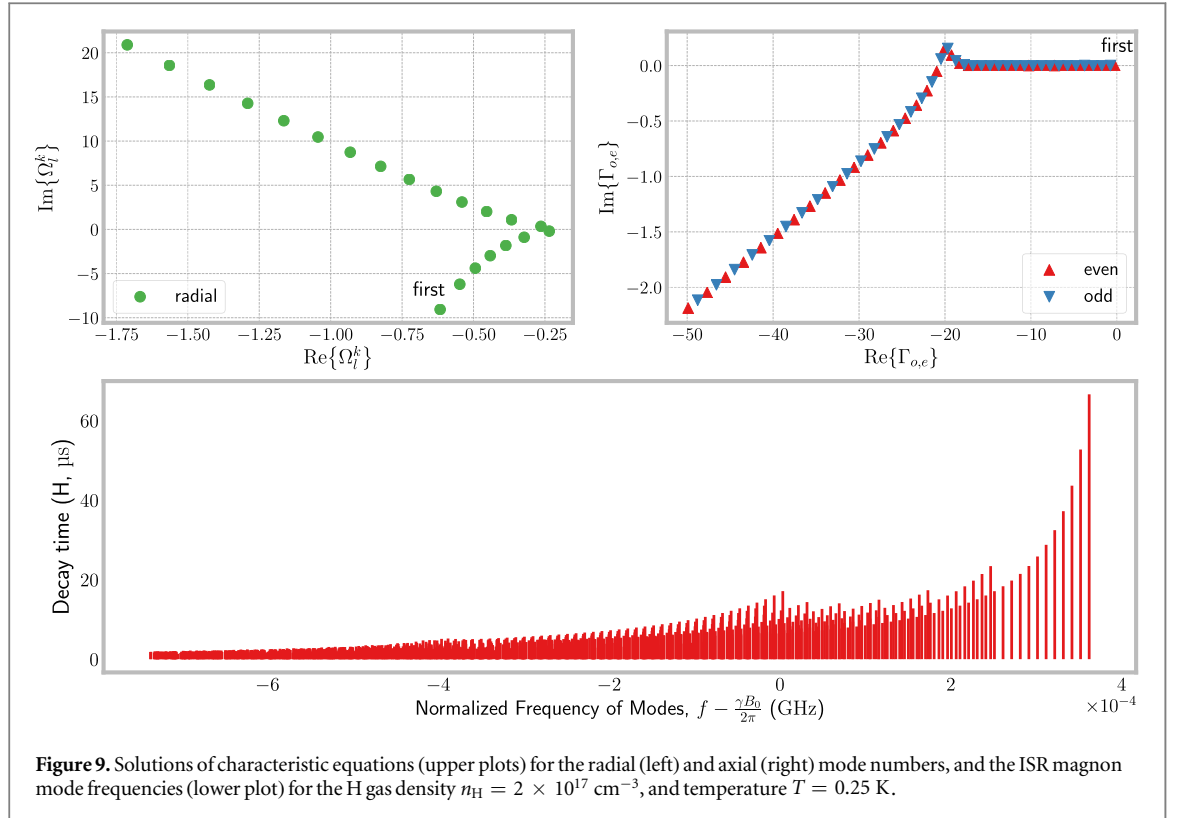 20
15
10
5
0
−5
−10
Im{Ω_l^k}
first
radial
−1.75 −1.50 −1.25 −1.00 −0.75 −0.50 −0.25
Re{Ω_l^k}
0.0
−0.5
−1.0
−1.5
−2.0
Im{Γ_{o,e}}
first
even
odd
−50 −40 −30 −20 −10 0
Re{Γ_{o,e}}
60
40
20
0
Decay time (H, µs)
−6 −4 −2 0 2 4
×10^{−4}
Normalized Frequency of Modes, f − γB_0/2π (GHz)
Figure 9. Solutions of characteristic equations (upper plots) for the radial (left) and axial (right) mode numbers, and the ISR magnon
mode frequencies (lower plot) for the H gas density n_H = 2 × 10^{17} cm^{−3}, and temperature T = 0.25 K.